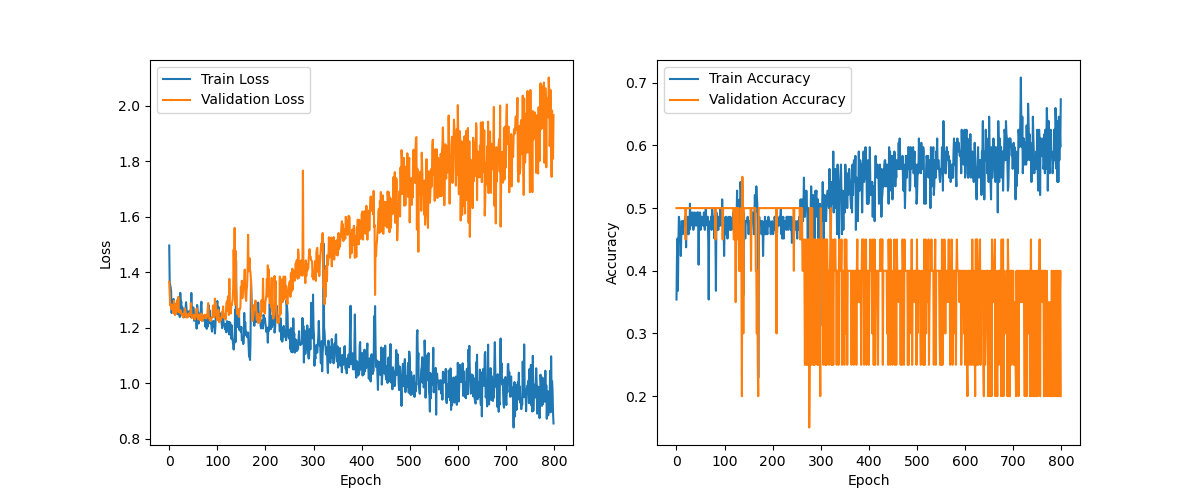 Train Loss
Validation Loss
2.0
1.8
1.6
1.4
1.2
1.0
0.8
Loss
0 100 200 300 400 500 600 700 800
Epoch
Train Accuracy
Validation Accuracy
0.7
0.6
0.5
0.4
0.3
0.2
Accuracy
0 100 200 300 400 500 600 700 800
Epoch